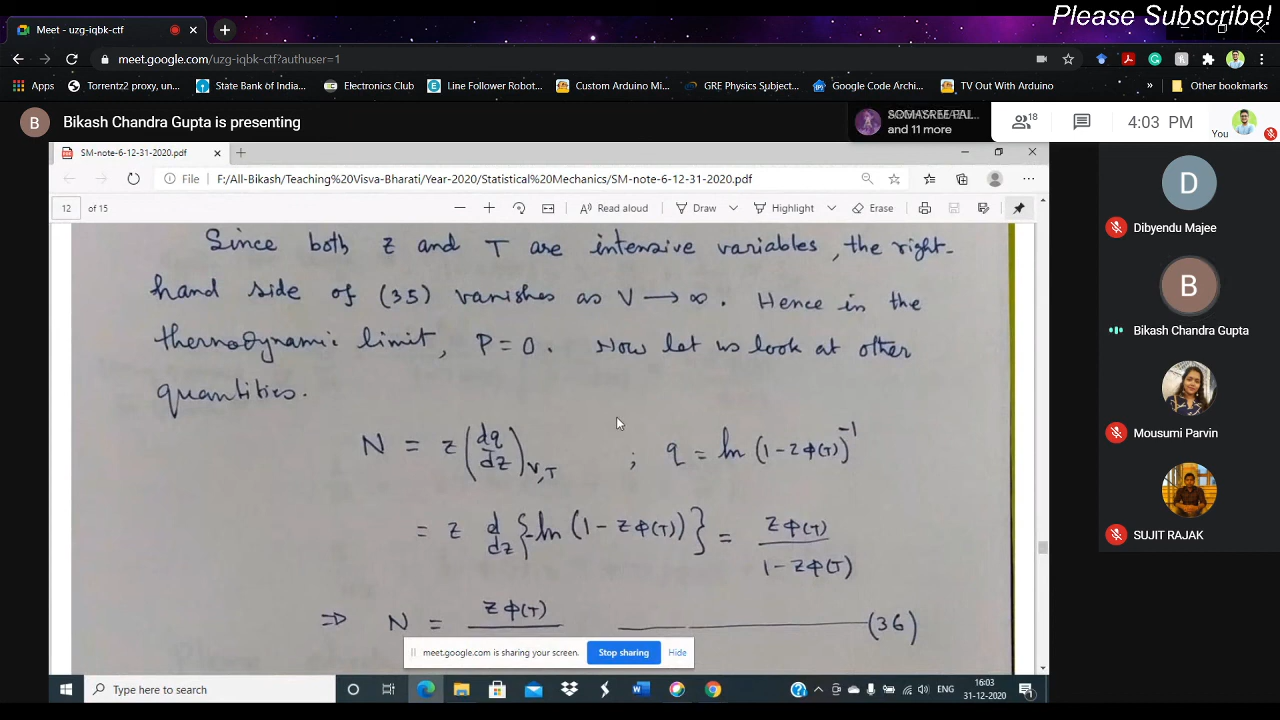 Please Subscribe!
Meet - uzg-iqbk-ctf
meet.google.com/uzg-iqbk-ctf?authuser=1
Apps Torrentz2 proxy, un... State Bank of India... Electronics Club Line Follower Robot... Custom Arduino Mi... GRE Physics Subject... Google Code Archi... TV Out With Arduino » Other bookmarks
B Bikash Chandra Gupta is presenting
and 11 more
18
4:03 PM
You
SM-note-6-12-31-2020.pdf
File F:/All-Bikash/Teaching%20Visva-Bharati/Year-2020/Statistical%20Mechanics/SM-note-6-12-31-2020.pdf
12 of 15 Read aloud Draw Highlight Erase
Since both z and T are intensive variables, the right-
hand side of (35) vanishes as V → ∞. Hence in the
thermodynamic limit, P = 0. Now let us look at other
quantities.
N = z (dq/dz)V,T ; q = ln (1 - zφ(T))^-1
= z d/dz {-ln (1 - zφ(T))} = zφ(T) / 1 - zφ(T)
⇒ N = zφ(T) (36)
meet.google.com is sharing your screen. Stop sharing Hide
D
Dibyendu Majee
B
Bikash Chandra Gupta
Mousumi Parvin
SUJIT RAJAK
Type here to search
ENG
16:03
31-12-2020